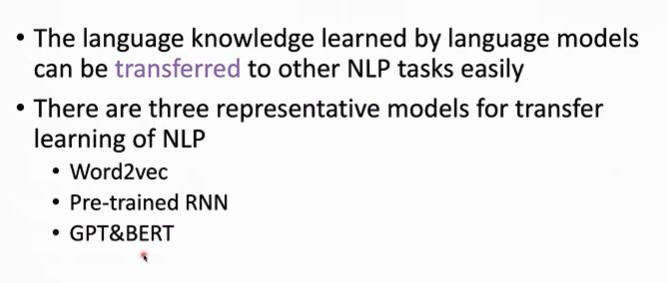 • The language knowledge learned by language models
can be transferred to other NLP tasks easily
• There are three representative models for transfer
learning of NLP
• Word2vec
• Pre-trained RNN
• GPT&BERT